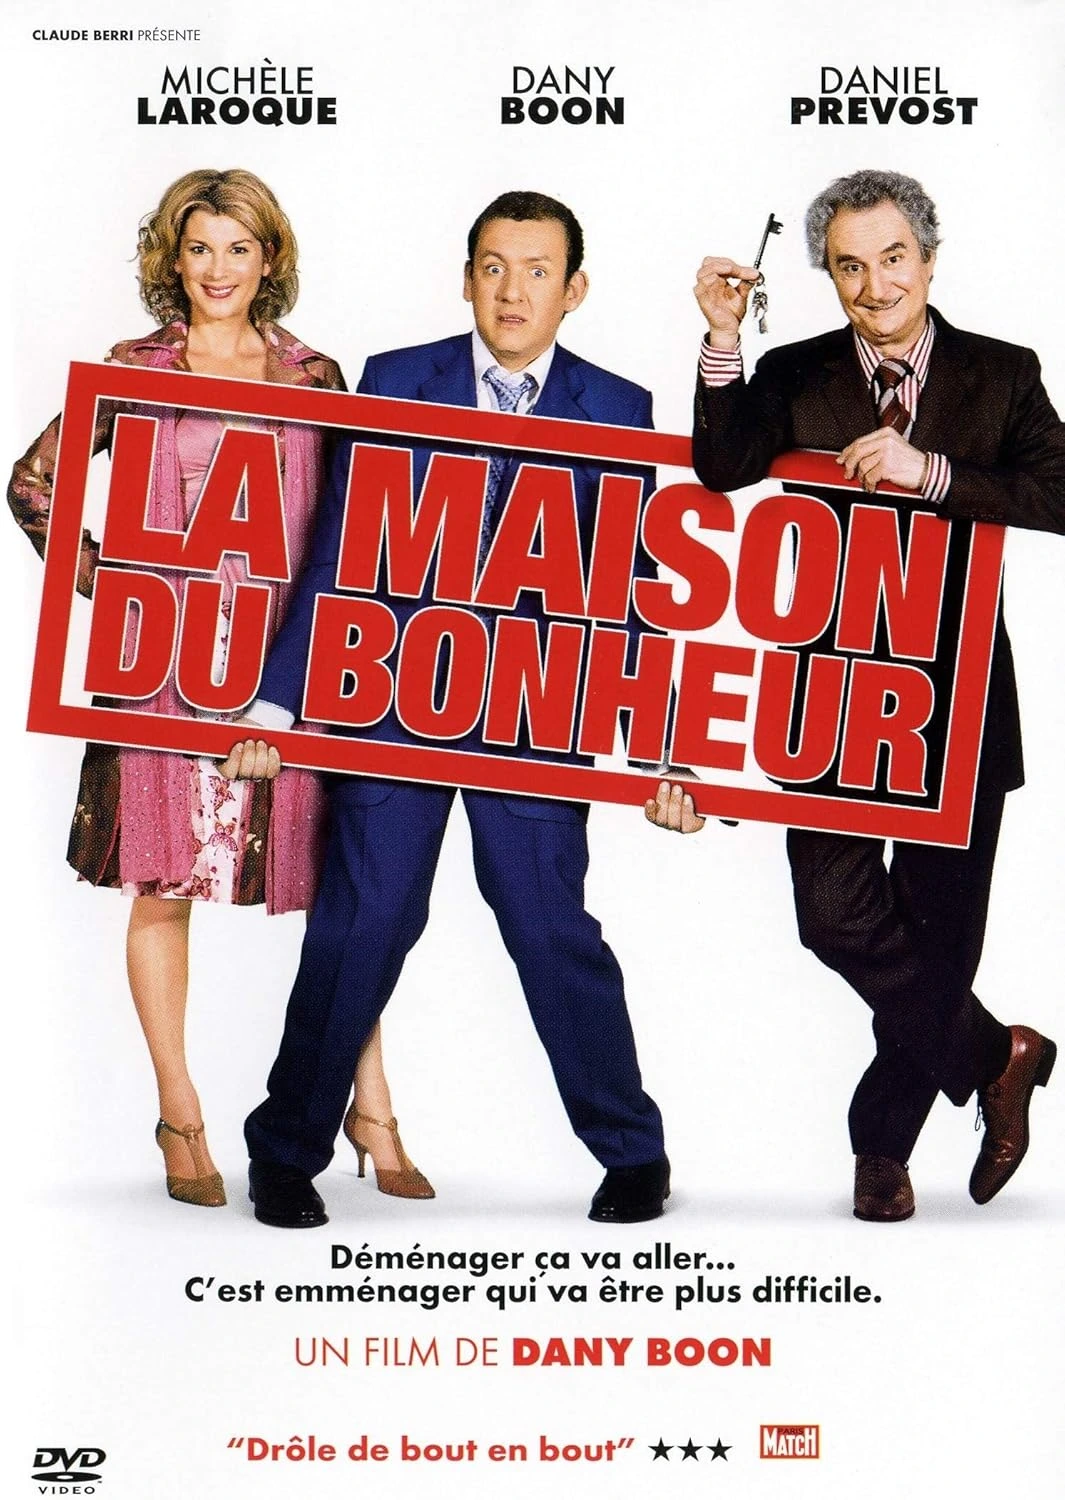 CLAUDE BERRI PRÉSENTE
MICHÈLE
LAROQUE
DANY
BOON
DANIEL
PREVOST
LA MAISON
DU BONHEUR
Déménager ça va aller...
C'est emménager qui va être plus difficile.
UN FILM DE DANY BOON
“Drôle de bout en bout” ★★★
PARIS
MATCH
DVD
VIDEO